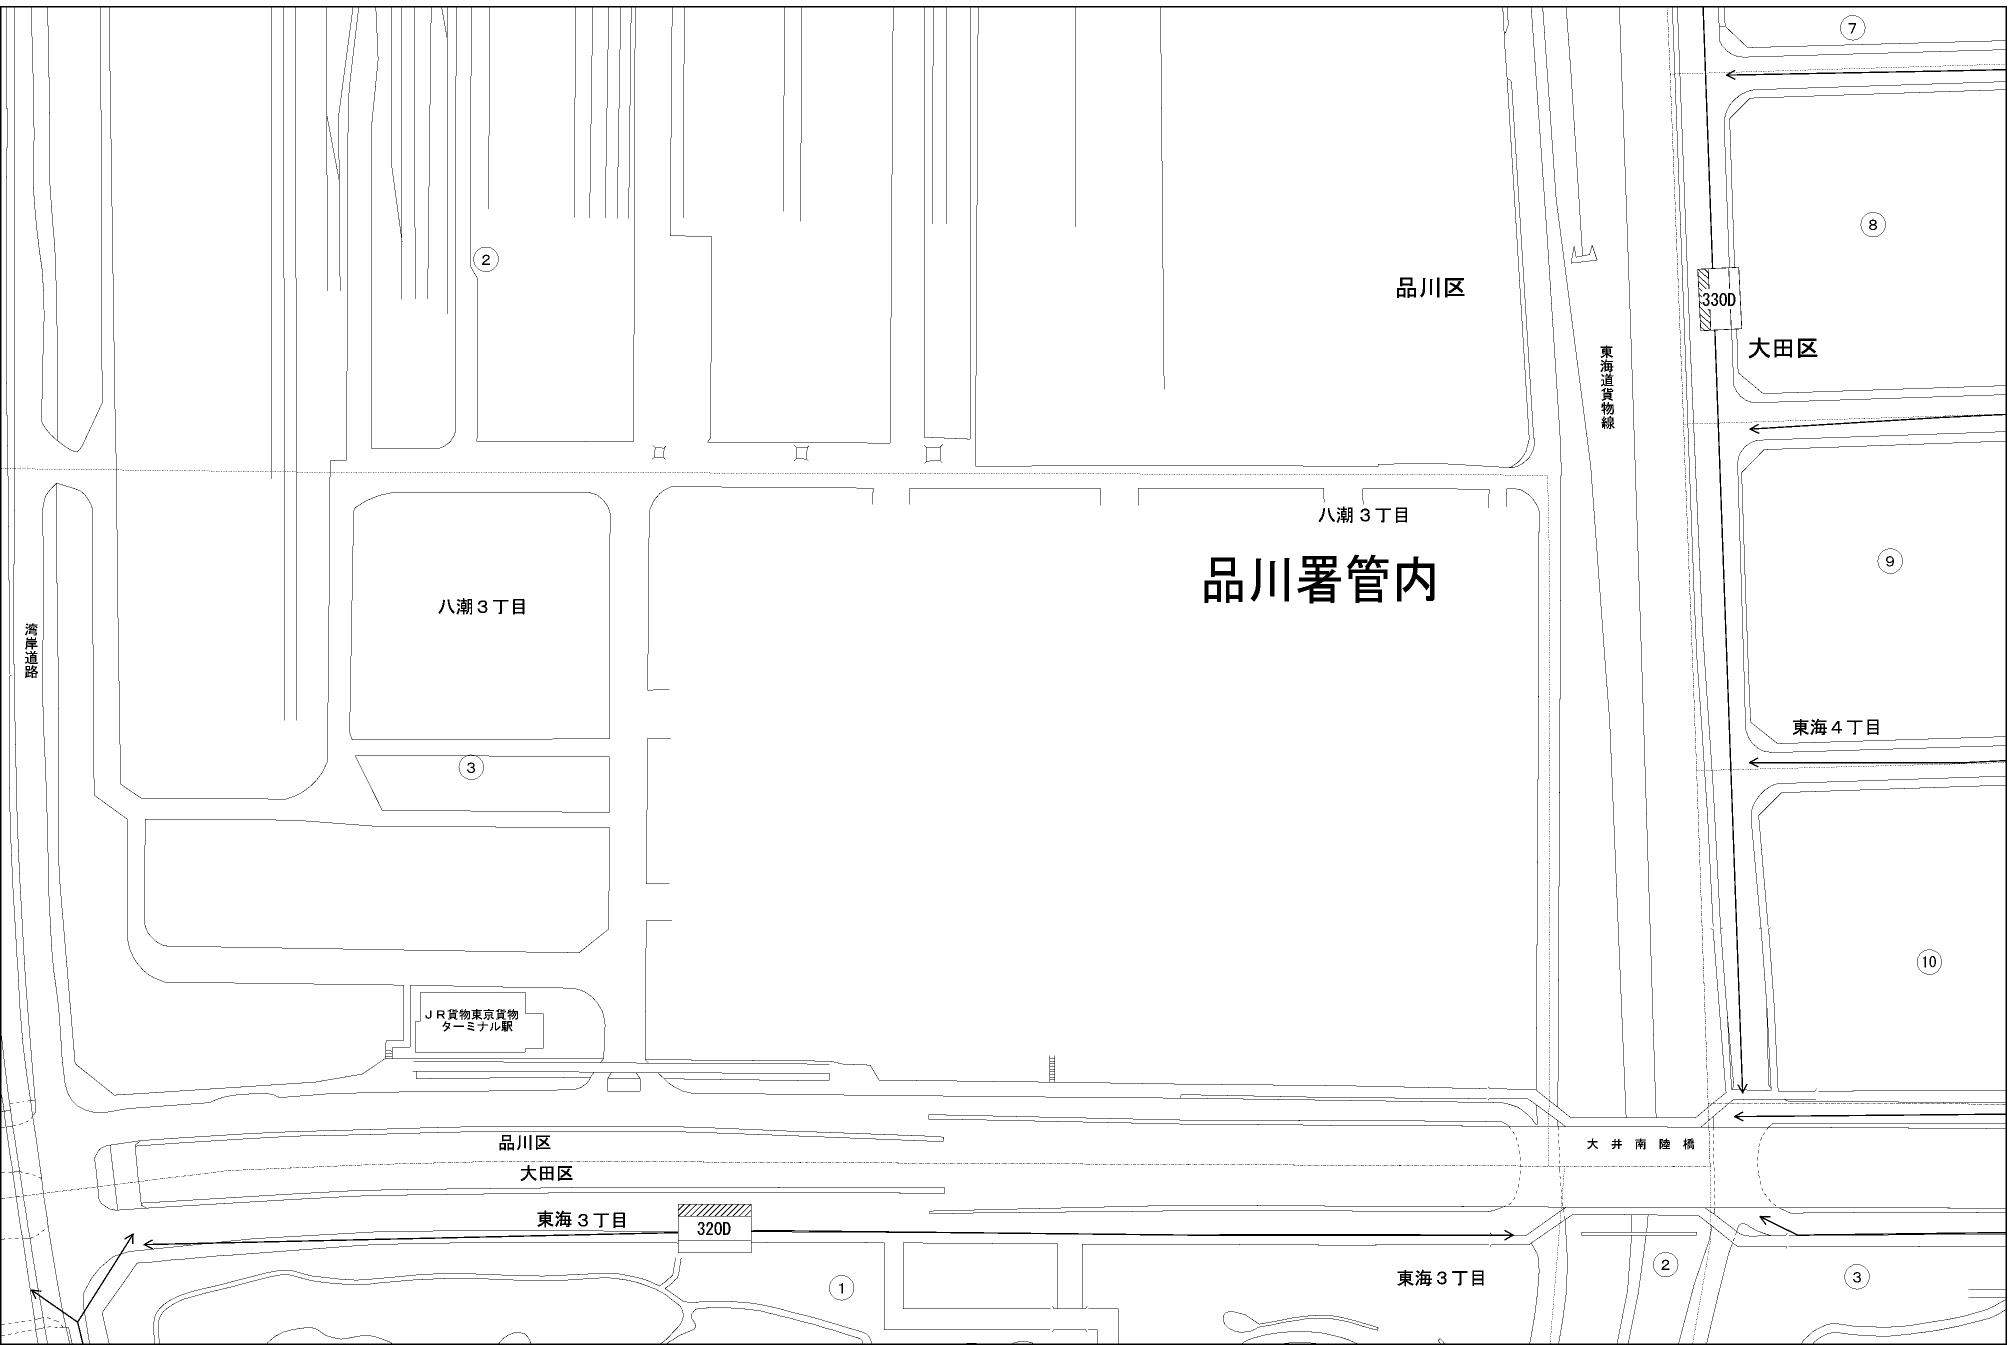 ⑦
⑧
②
品川区
330D
大田区
東海道貨物線
八潮３丁目
⑨
品川署管内
八潮３丁目
湾岸道路
東海４丁目
③
⑩
ＪＲ貨物東京貨物
ターミナル駅
品川区
大井南陸橋
大田区
東海３丁目
320D
②
東海３丁目
③
①